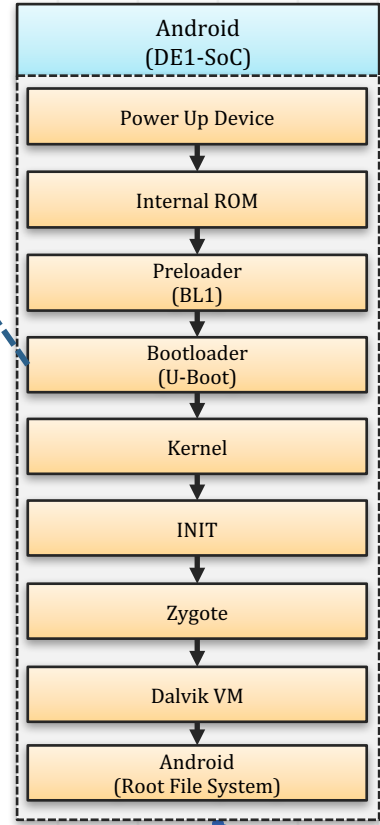 Android
(DE1-SoC)
Power Up Device
Internal ROM
Preloader
(BL1)
Bootloader
(U-Boot)
Kernel
INIT
Zygote
Dalvik VM
Android
(Root File System)